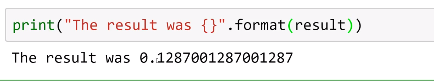 print("The result was {}".format(result))
The result was 0.1287001287001287